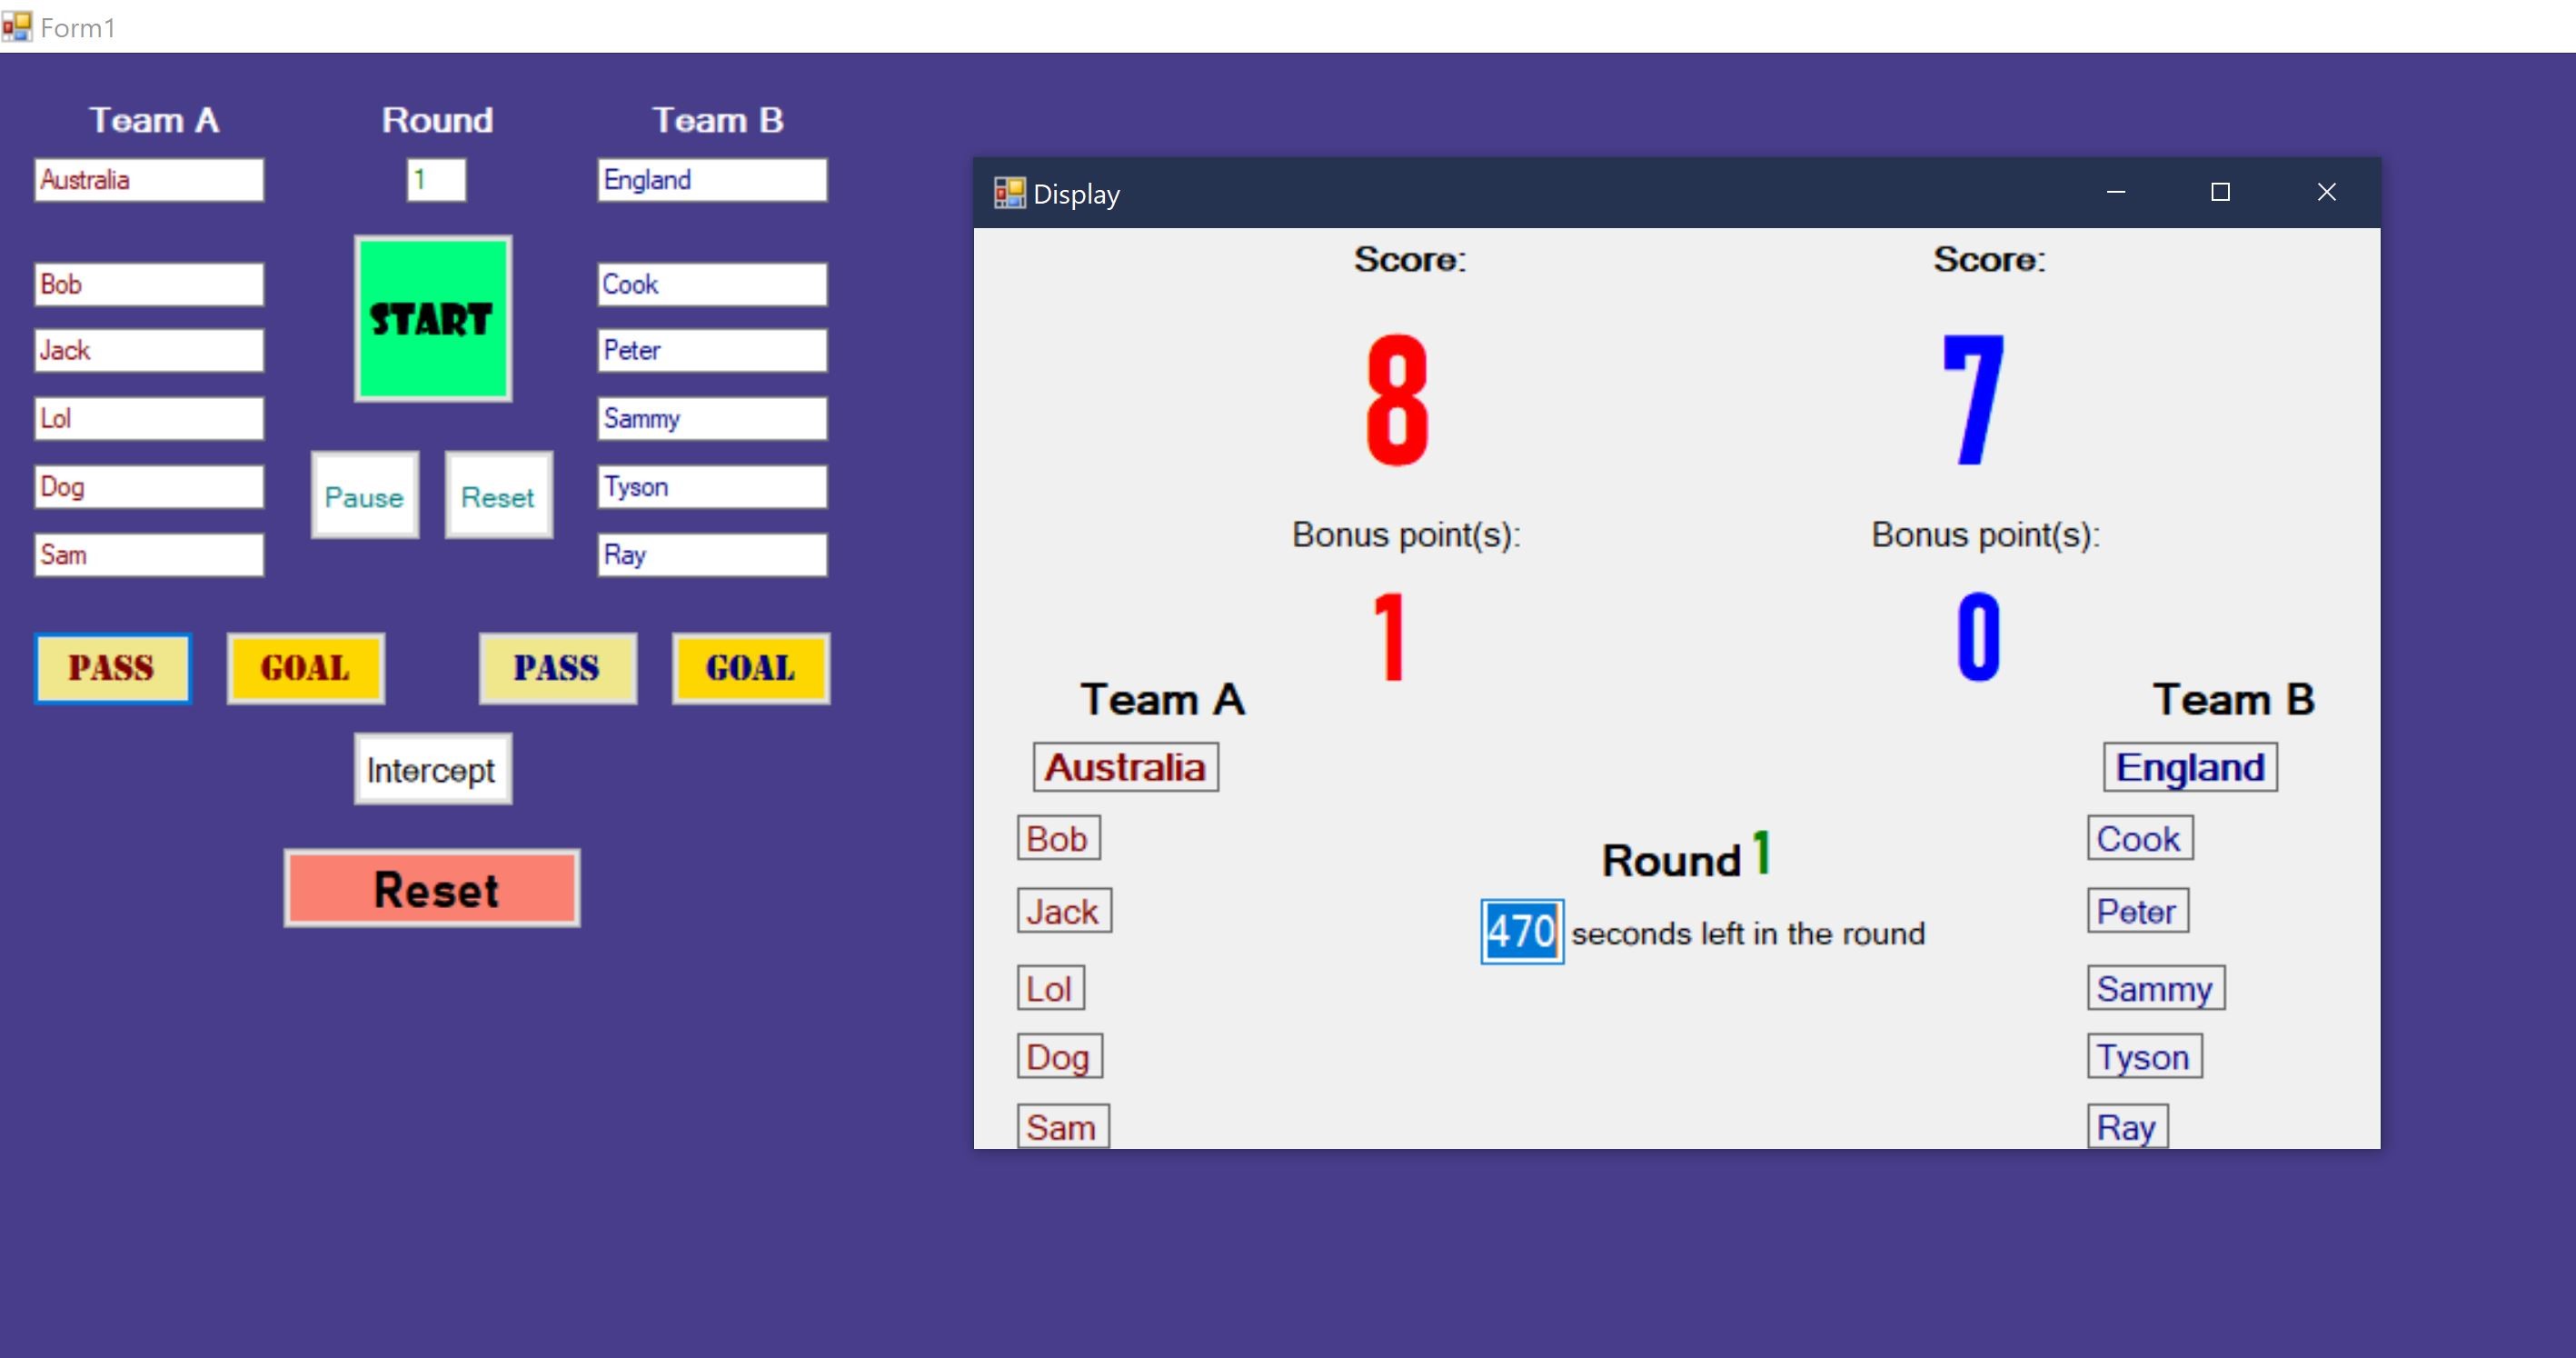 Form1
Team A Round Team B
Australia 1 England
Bob START Cook
Jack Peter
Lol Sammy
Pause Reset
Dog Tyson
Sam Ray
PASS GOAL PASS GOAL
Intercept
Reset
Display
Score: Score:
8 7
Bonus point(s): Bonus point(s):
1 0
Team A Team B
Australia England
Bob Cook
Round 1
Jack Peter
470 seconds left in the round
Lol Sammy
Dog Tyson
Sam Ray